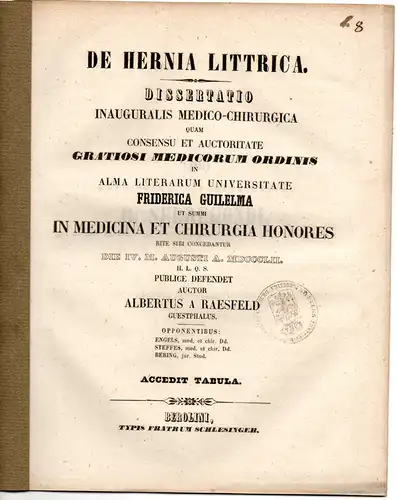 8
DE HERNIA LITTRICA.
DISSERTATIO
INAUGURALIS MEDICO-CHIRURGICA
QUAM
CONSENSU ET AUCTORITATE
GRATIOSI MEDICORUM ORDINIS
IN
ALMA LITERARUM UNIVERSITATE
FRIDERICA GUILELMA
UT SUMMI
IN MEDICINA ET CHIRURGIA HONORES
RITE SIBI CONCEDANTUR
DIE IV. M. AUGUSTI A. MDCCCLII.
H. L. Q. S.
PUBLICE DEFENDET
AUCTOR
ALBERTUS A RAESFELD
GUESTPHALUS.
OPPONENTIBUS:
ENGELS, med. et chir. Dd.
STEFFES, med. et chir. Dd.
BERING, jur. Stud.
ACCEDIT TABULA.
BEROLINI,
TYPIS FRATRUM SCHLESINGER.